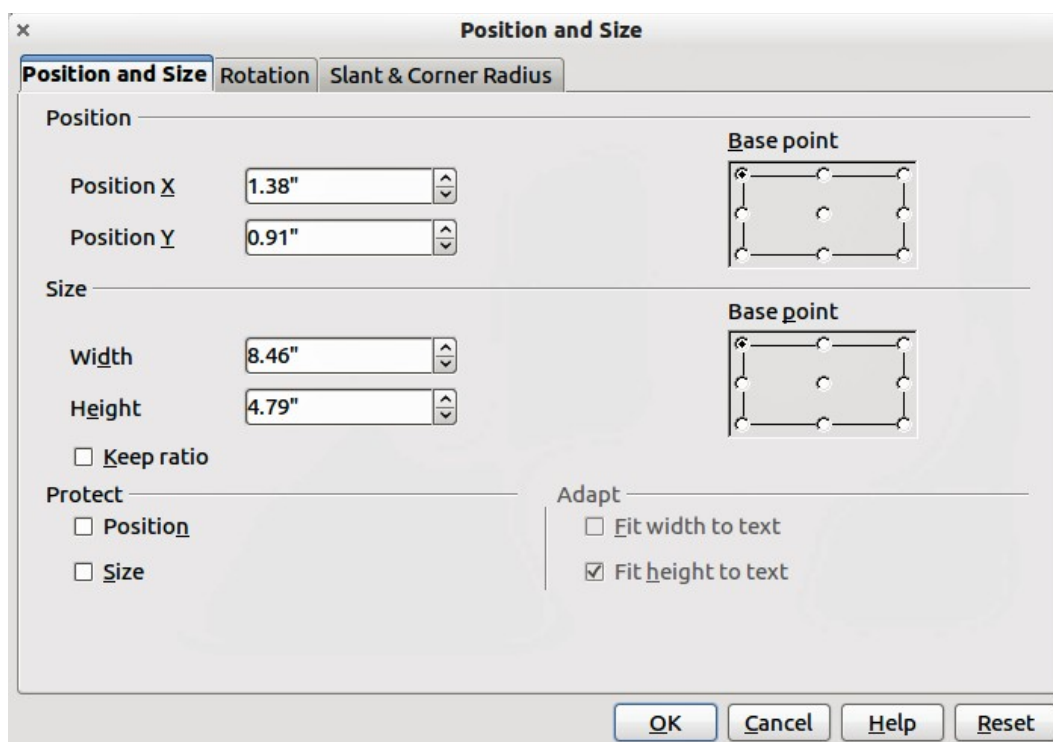 Position and Size
Position and Size Rotation Slant & Corner Radius
Position
Base point
Position X 1.38"
Position Y 0.91"
Size
Base point
Width 8.46"
Height 4.79"
Keep ratio
Protect Adapt
Position Fit width to text
Size Fit height to text
OK Cancel Help Reset